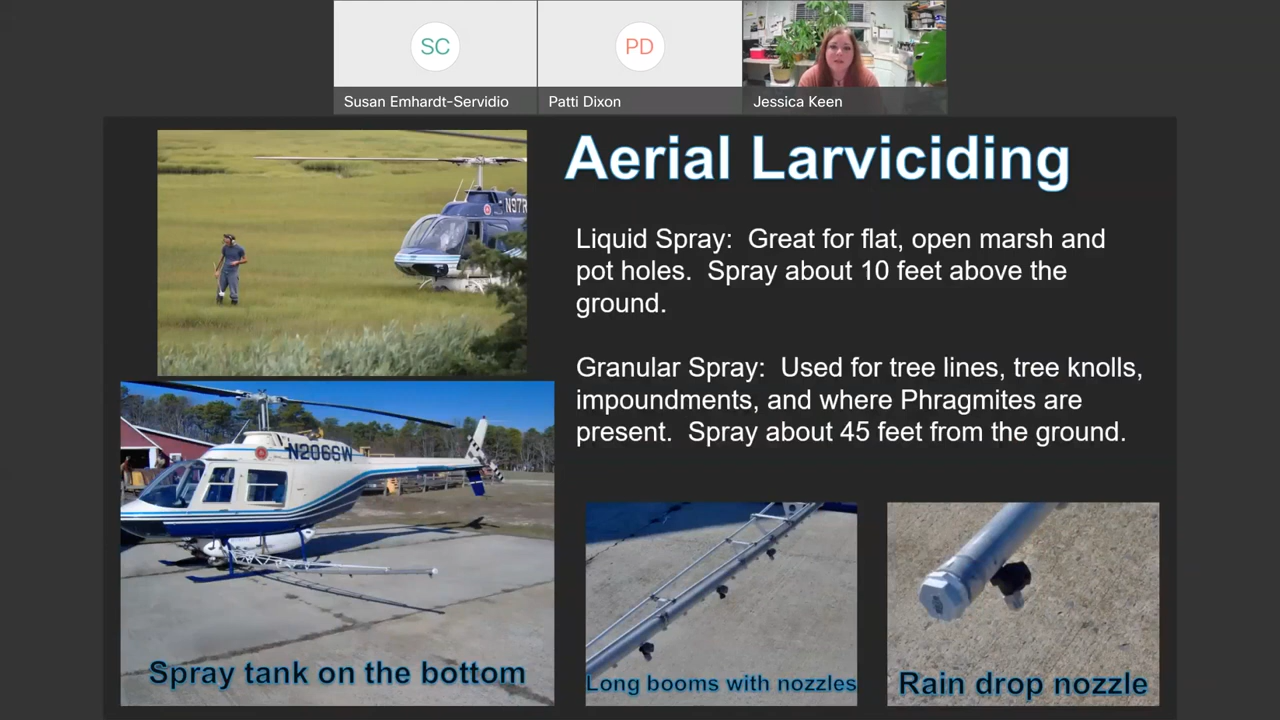 SC
PD
Susan Emhardt-Servidio
Patti Dixon
Jessica Keen
Aerial Larviciding
Liquid Spray: Great for flat, open marsh and
pot holes. Spray about 10 feet above the
ground.
Granular Spray: Used for tree lines, tree knolls,
impoundments, and where Phragmites are
present. Spray about 45 feet from the ground.
N97R
N206SW
Spray tank on the bottom
Long booms with nozzles
Rain drop nozzle